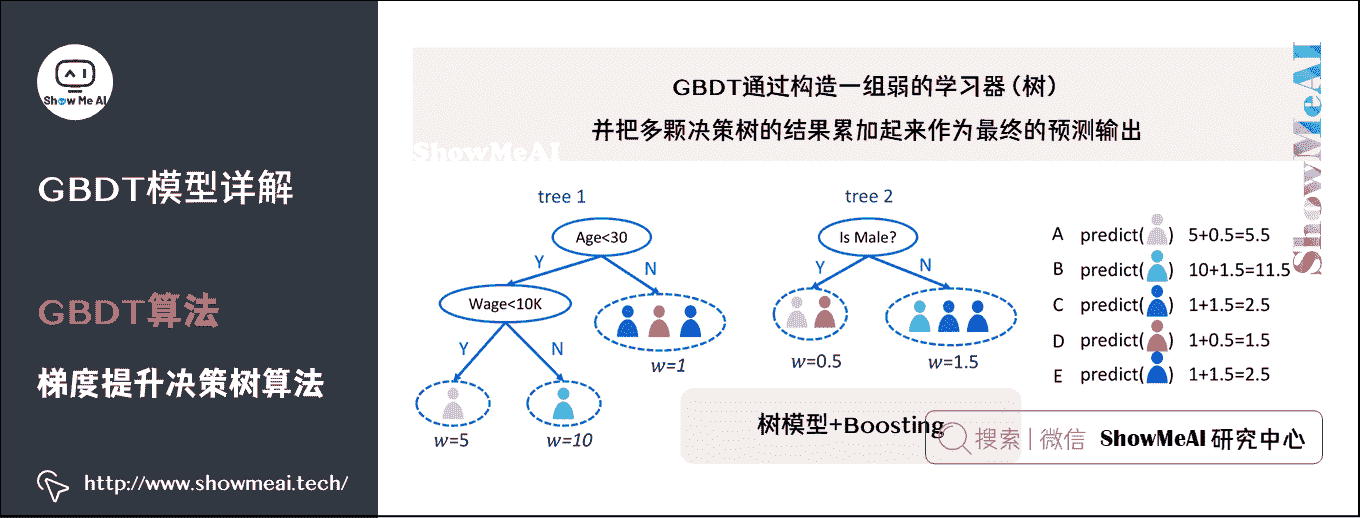 Show Me AI
GBDT模型详解
GBDT算法
梯度提升决策树算法
http://www.showmeai.tech/
GBDT通过构造一组弱的学习器（树）
并把多颗决策树的结果累加起来作为最终的预测输出
ShowMeAI
ShowMeAI
tree 1
Age<30
Y
N
Wage<10K
Y
N
w=1
w=5
w=10
tree 2
Is Male?
Y
N
w=0.5
w=1.5
A predict( ) 5+0.5=5.5
B predict( ) 10+1.5=11.5
C predict( ) 1+1.5=2.5
D predict( ) 1+0.5=1.5
E predict( ) 1+1.5=2.5
树模型+Boosting
搜索|微信 ShowMeAI 研究中心